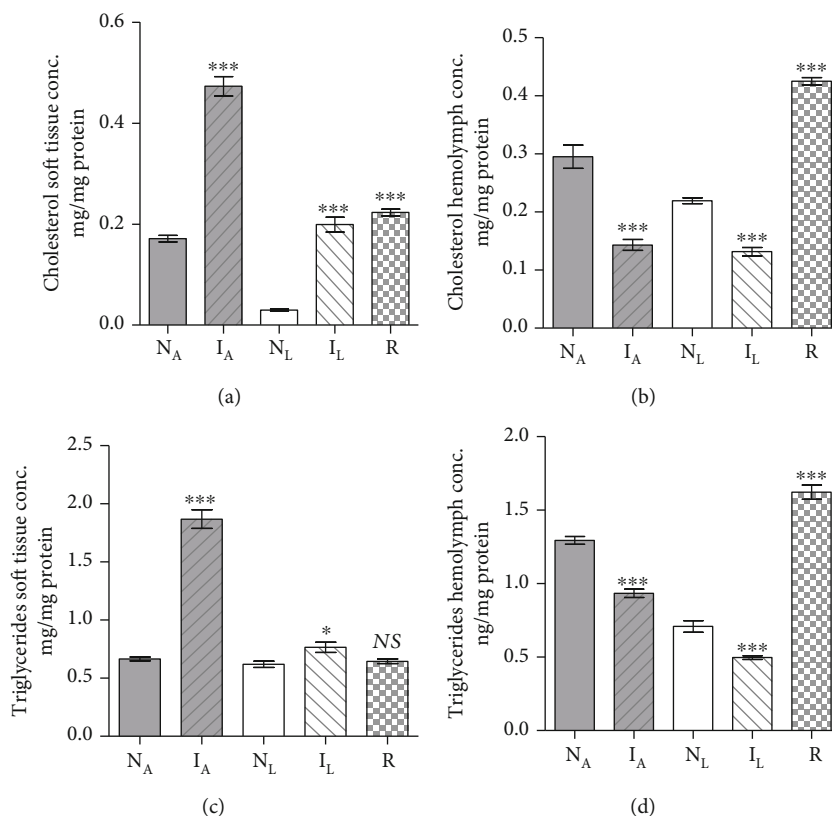 Cholesterol soft tissue conc.
mg/mg protein
0.6
0.4
0.2
0.0
***
***
***
N_A I_A N_L I_L R
(a)
Cholesterol hemolymph conc.
mg/mg protein
0.5
0.4
0.3
0.2
0.1
0.0
***
***
***
N_A I_A N_L I_L R
(b)
Triglycerides soft tissue conc.
mg/mg protein
2.5
2.0
1.5
1.0
0.5
0.0
***
*
NS
N_A I_A N_L I_L R
(c)
Triglycerides hemolymph conc.
ng/mg protein
2.0
1.5
1.0
0.5
0.0
***
***
***
N_A I_A N_L I_L R
(d)